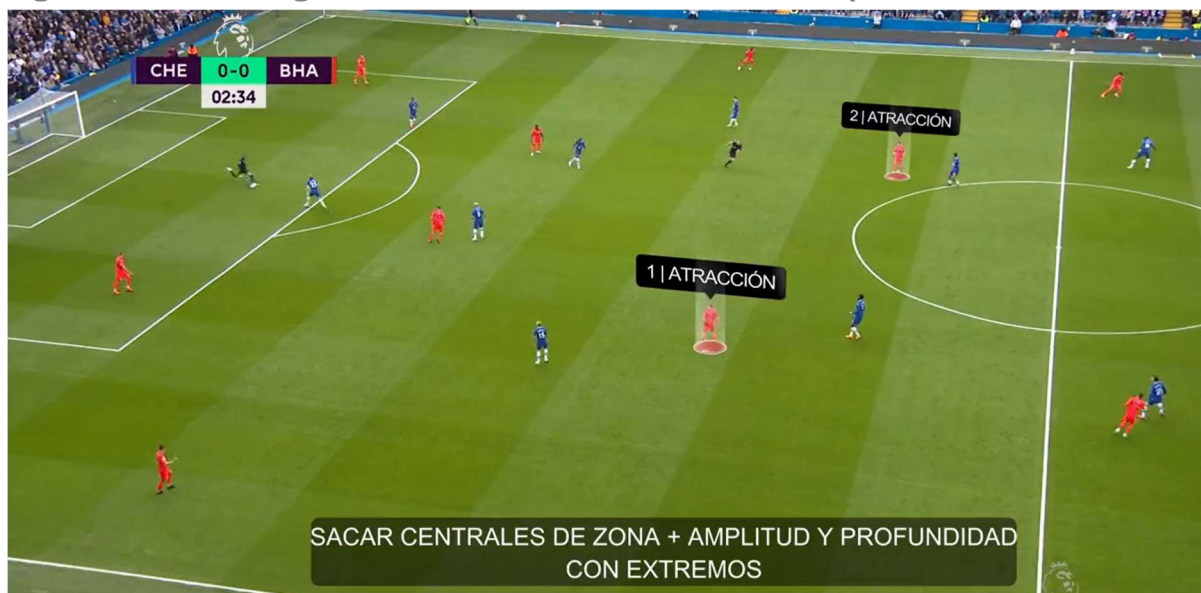 CHE 0-0 BHA
02:34
2 | ATRACCIÓN
1 | ATRACCIÓN
SACAR CENTRALES DE ZONA + AMPLITUD Y PROFUNDIDAD
CON EXTREMOS